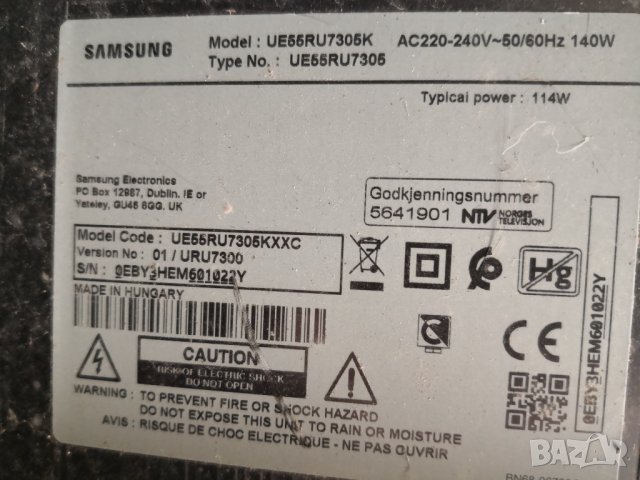 SAMSUNG
Model : UE55RU7305K
AC220-240V~50/60Hz 140W
Type No. : UE55RU7305
Typical power : 114W
Samsung Electronics
PO Box 12987, Dublin. IE or
Yateley, GU46 6GG. UK
Godkjenningsnummer
5641901 NTV NORGES TELEVISJON
Model Code : UE55RU7305KXXC
Version No : 01 / URU7300
S/N : 0EBY3HEM601022Y
MADE IN HUNGARY
Hg
0EBY3HEM601022Y
CE
CAUTION
RISK OF ELECTRIC SHOCK
DO NOT OPEN
WARNING : TO PREVENT FIRE OR SHOCK HAZARD
DO NOT EXPOSE THIS UNIT TO RAIN OR MOISTURE
AVIS : RISQUE DE CHOC ELECTRIQUE - NE PAS OUVRIR
BAZAR.bg